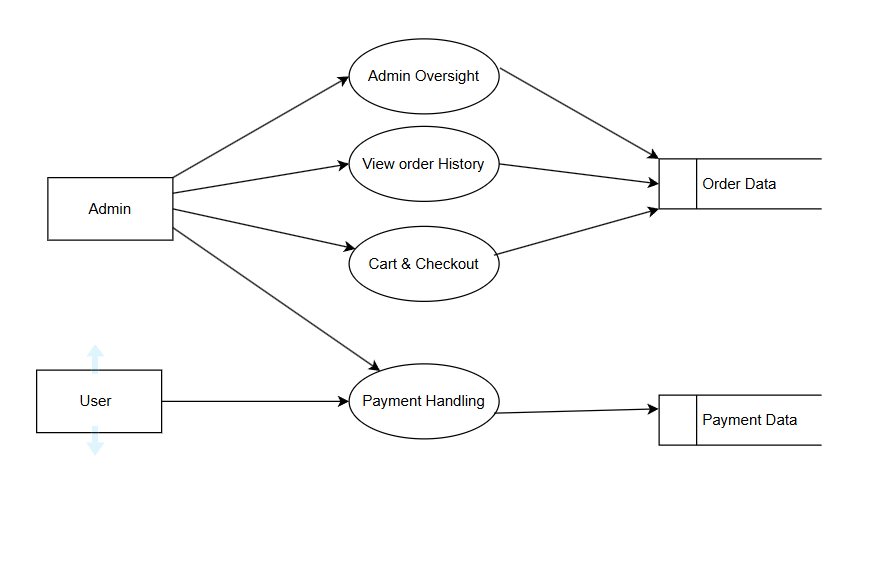 Admin Oversight
View order History
Order Data
Admin
Cart & Checkout
User
Payment Handling
Payment Data